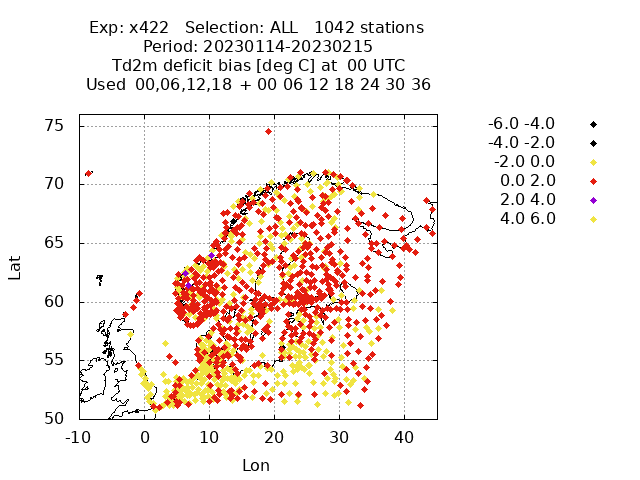 Exp: x422   Selection: ALL   1042 stations
Period: 20230114-20230215
Td2m deficit bias [deg C] at  00 UTC
Used  00,06,12,18 + 00 06 12 18 24 30 36
75
70
65
60
55
50
-10 0 10 20 30 40
Lat
Lon
-6.0 -4.0
-4.0 -2.0
-2.0 0.0
0.0 2.0
2.0 4.0
4.0 6.0